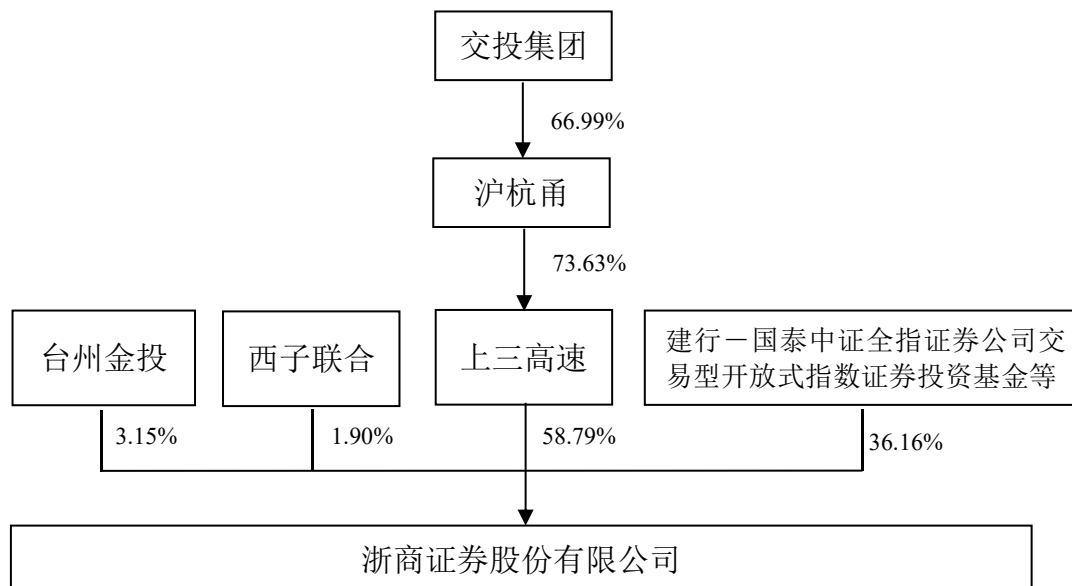 交投集团
66.99%
沪杭甬
73.63%
台州金投
西子联合
上三高速
建行－国泰中证全指证券公司交
易型开放式指数证券投资基金等
3.15%
1.90%
58.79%
36.16%
浙商证券股份有限公司